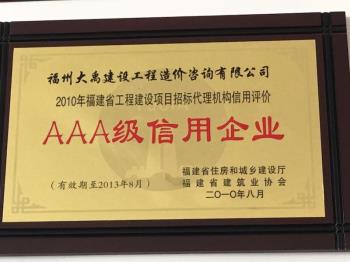 福州大禹建设工程造价咨询有限公司
2010年福建省工程建设项目招标代理机构信用评价
AAA级信用企业
福建省住房和城乡建设厅
(有效期至2013年8月)
福建省建筑业协会
二〇一〇年八月